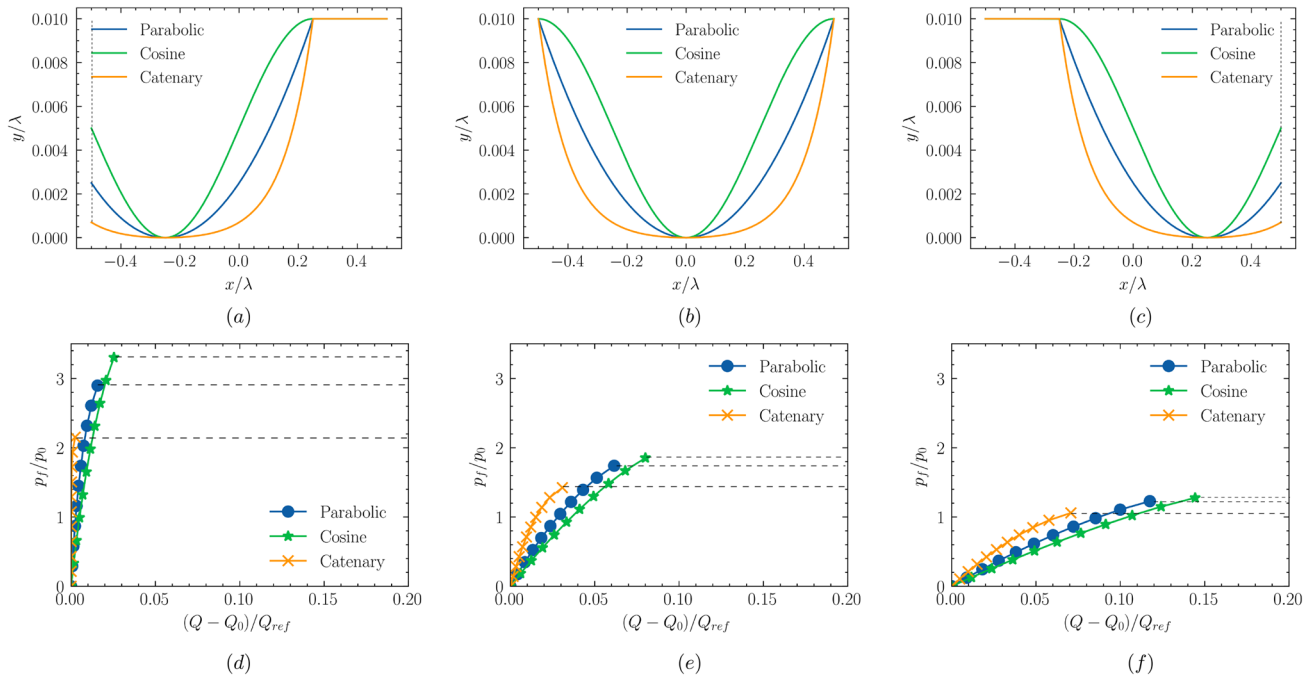 0.010
0.008
0.006
0.004
0.002
0.000
y/λ
Parabolic
Cosine
Catenary
−0.4 −0.2 0.0 0.2 0.4
x/λ
(a)
0.010
0.008
0.006
0.004
0.002
0.000
y/λ
Parabolic
Cosine
Catenary
−0.4 −0.2 0.0 0.2 0.4
x/λ
(b)
0.010
0.008
0.006
0.004
0.002
0.000
y/λ
Parabolic
Cosine
Catenary
−0.4 −0.2 0.0 0.2 0.4
x/λ
(c)
3
2
1
0
p_f/p_0
Parabolic
Cosine
Catenary
0.00 0.05 0.10 0.15 0.20
(Q − Q_0)/Q_ref
(d)
3
2
1
0
p_f/p_0
Parabolic
Cosine
Catenary
0.00 0.05 0.10 0.15 0.20
(Q − Q_0)/Q_ref
(e)
3
2
1
0
p_f/p_0
Parabolic
Cosine
Catenary
0.00 0.05 0.10 0.15 0.20
(Q − Q_0)/Q_ref
(f)